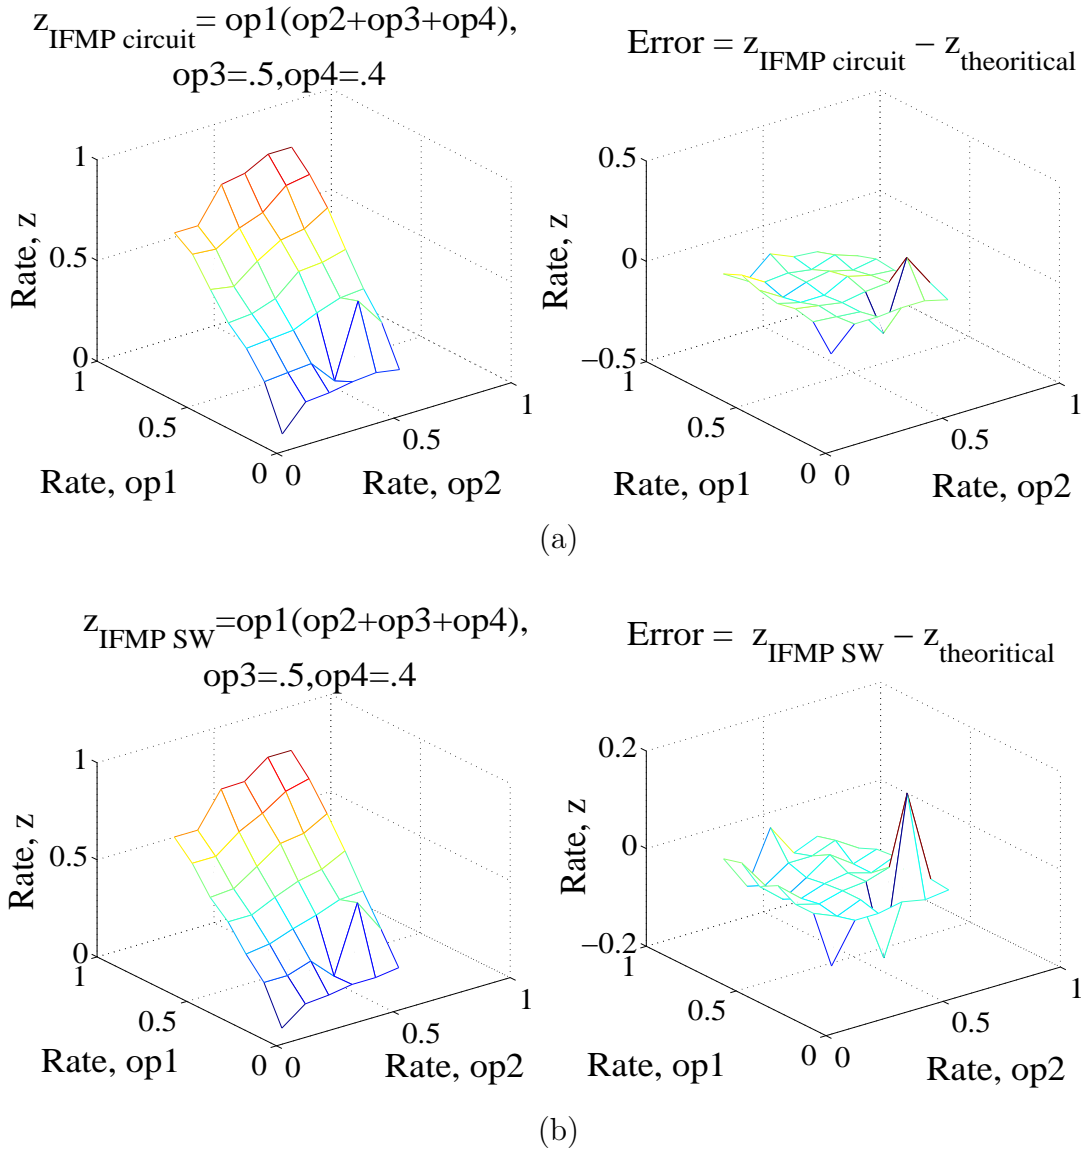 z_IFMP circuit = op1(op2+op3+op4),
op3=.5,op4=.4
1
0.5
0
Rate, z
1
0.5
0
Rate, op1
0
0.5
1
Rate, op2
Error = z_IFMP circuit − z_theoritical
0.5
0
−0.5
Rate, z
1
0.5
0
Rate, op1
0
0.5
1
Rate, op2
(a)
z_IFMP SW=op1(op2+op3+op4),
op3=.5,op4=.4
1
0.5
0
Rate, z
1
0.5
0
Rate, op1
0
0.5
1
Rate, op2
Error = z_IFMP SW − z_theoritical
0.2
0
−0.2
Rate, z
1
0.5
0
Rate, op1
0
0.5
1
Rate, op2
(b)